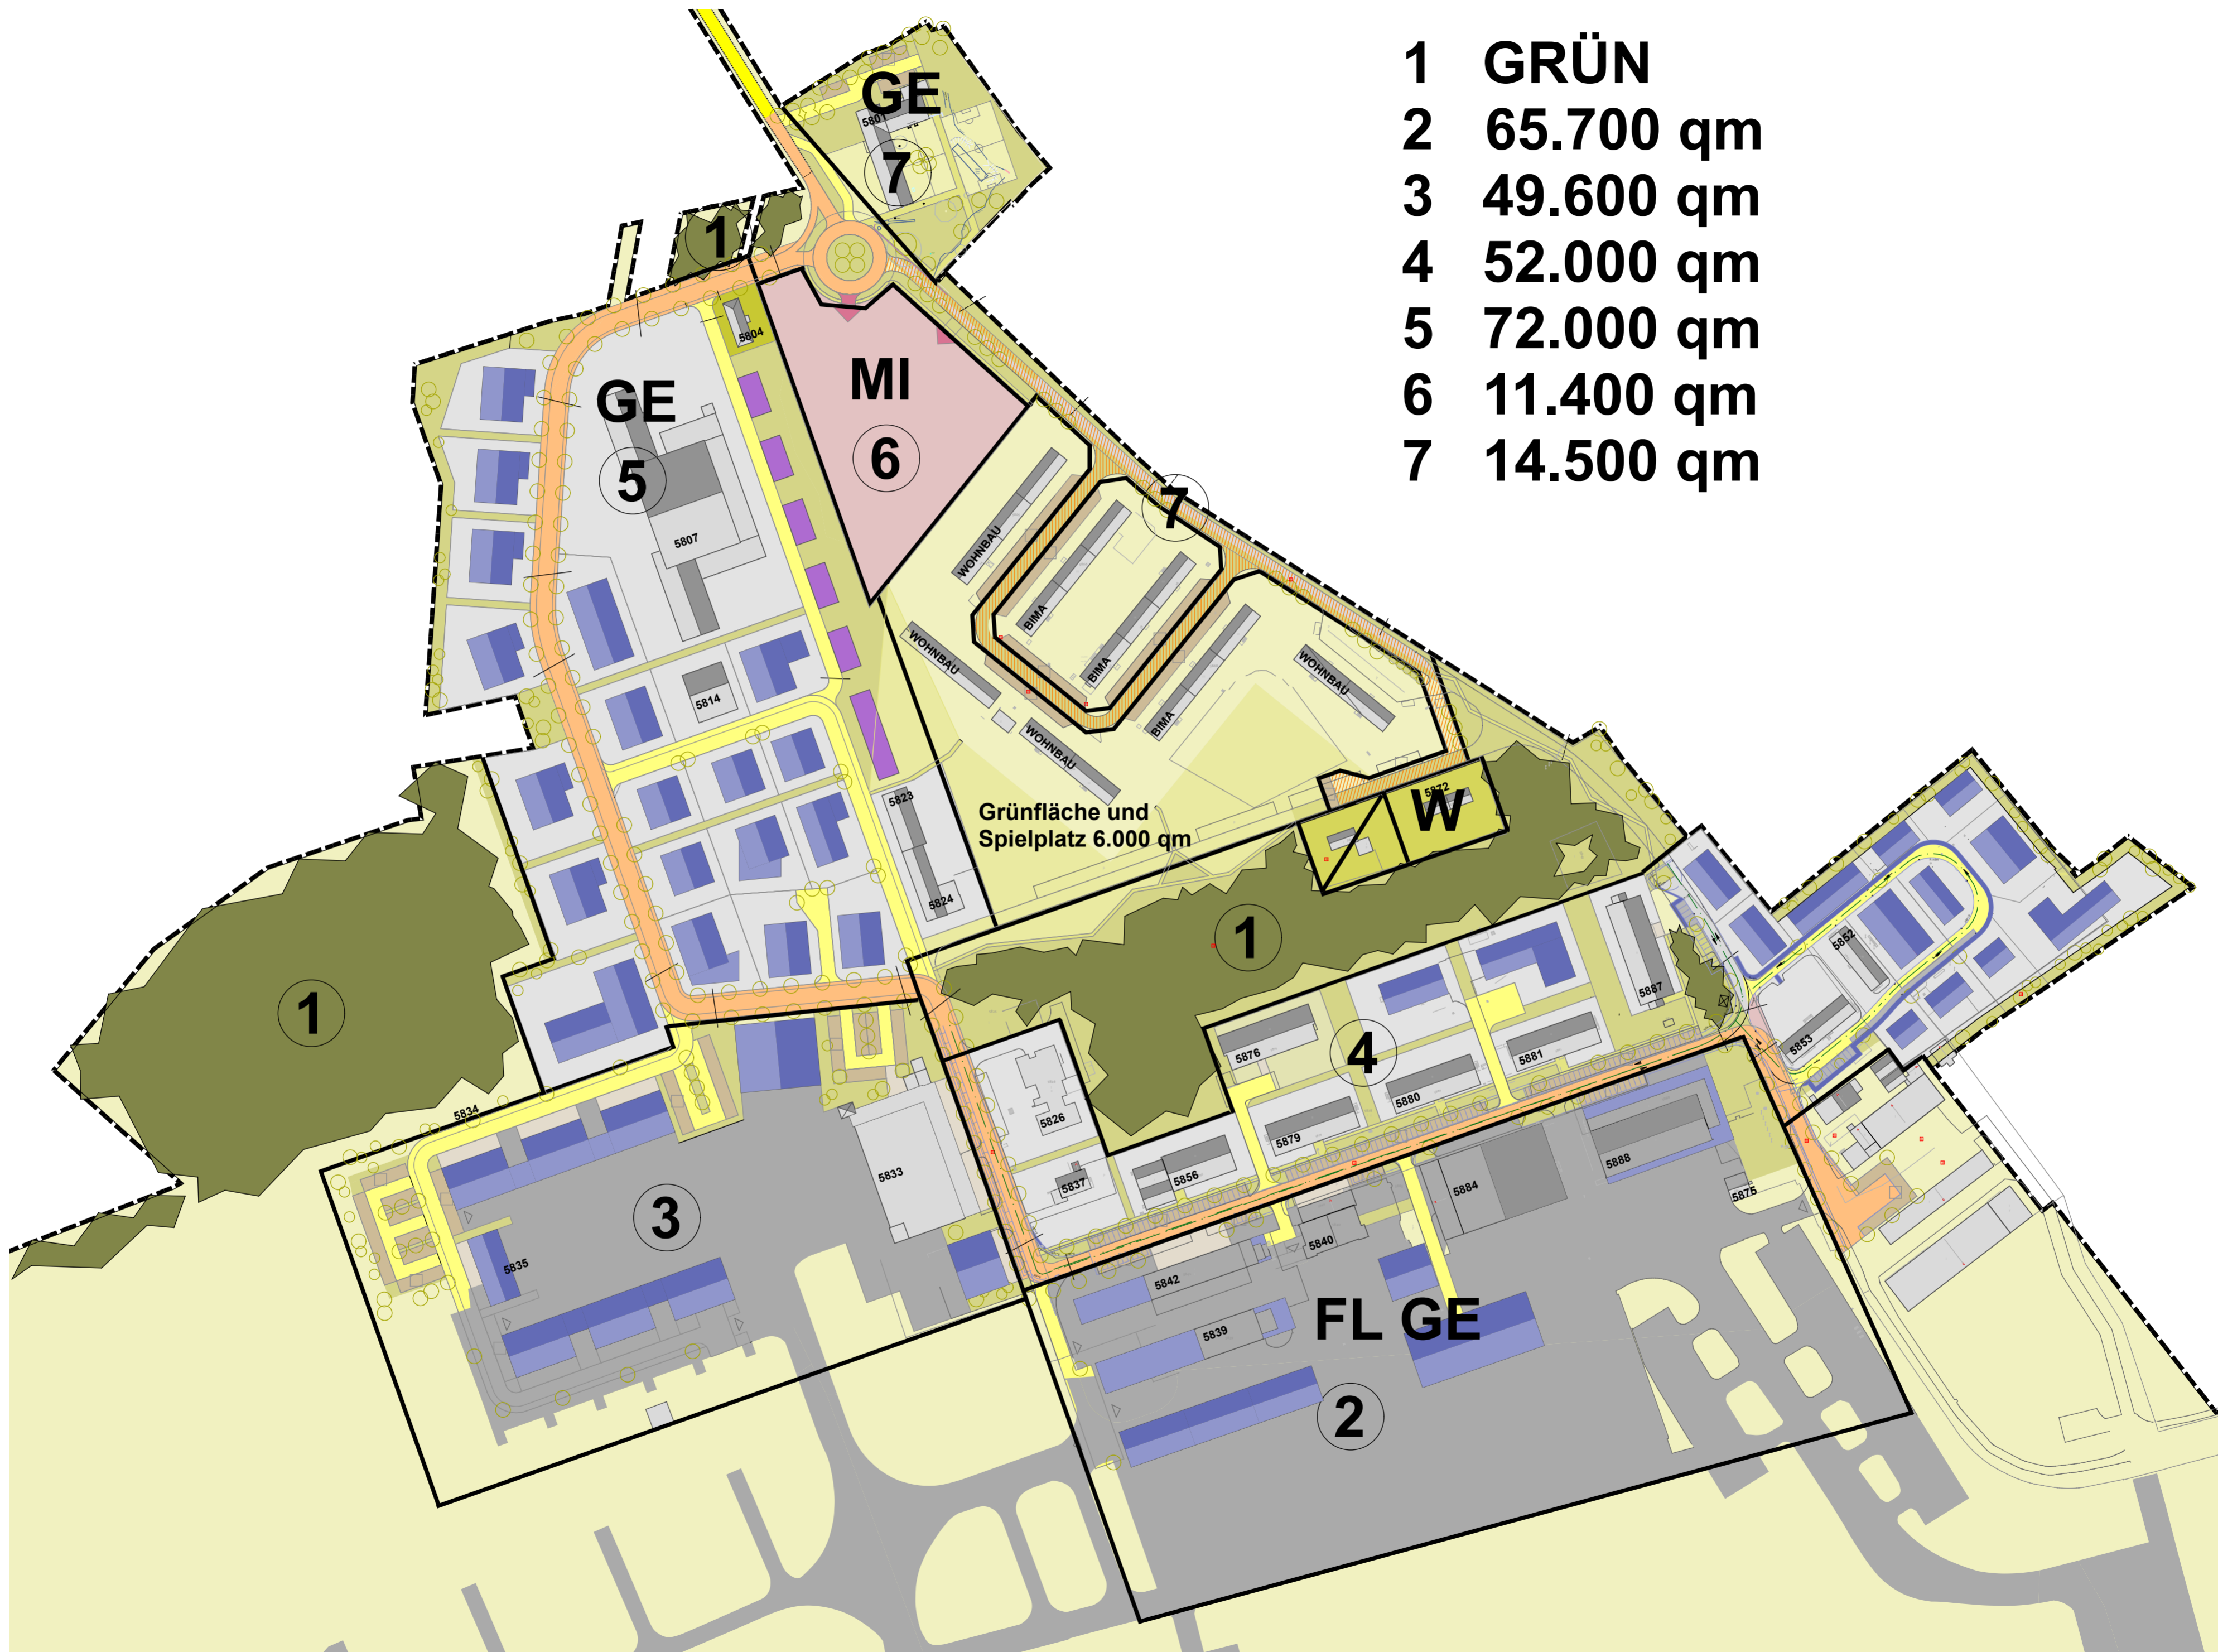 1 GRÜN
2 65.700 qm
3 49.600 qm
4 52.000 qm
5 72.000 qm
6 11.400 qm
7 14.500 qm
GE
5801
7
1
5804
MI
6
GE
5
5807
7
WOHNBAU
BIMA
BIMA
BIMA
WOHNBAU
WOHNBAU
WOHNBAU
5814
5823
5824
Grünfläche und
Spielplatz 6.000 qm
5872
W
1
1
5887
5852
5853
4
5876
5881
5880
5879
5826
5837
5856
5834
5833
3
5835
5888
5884
5875
5840
5842
5839
FL GE
2